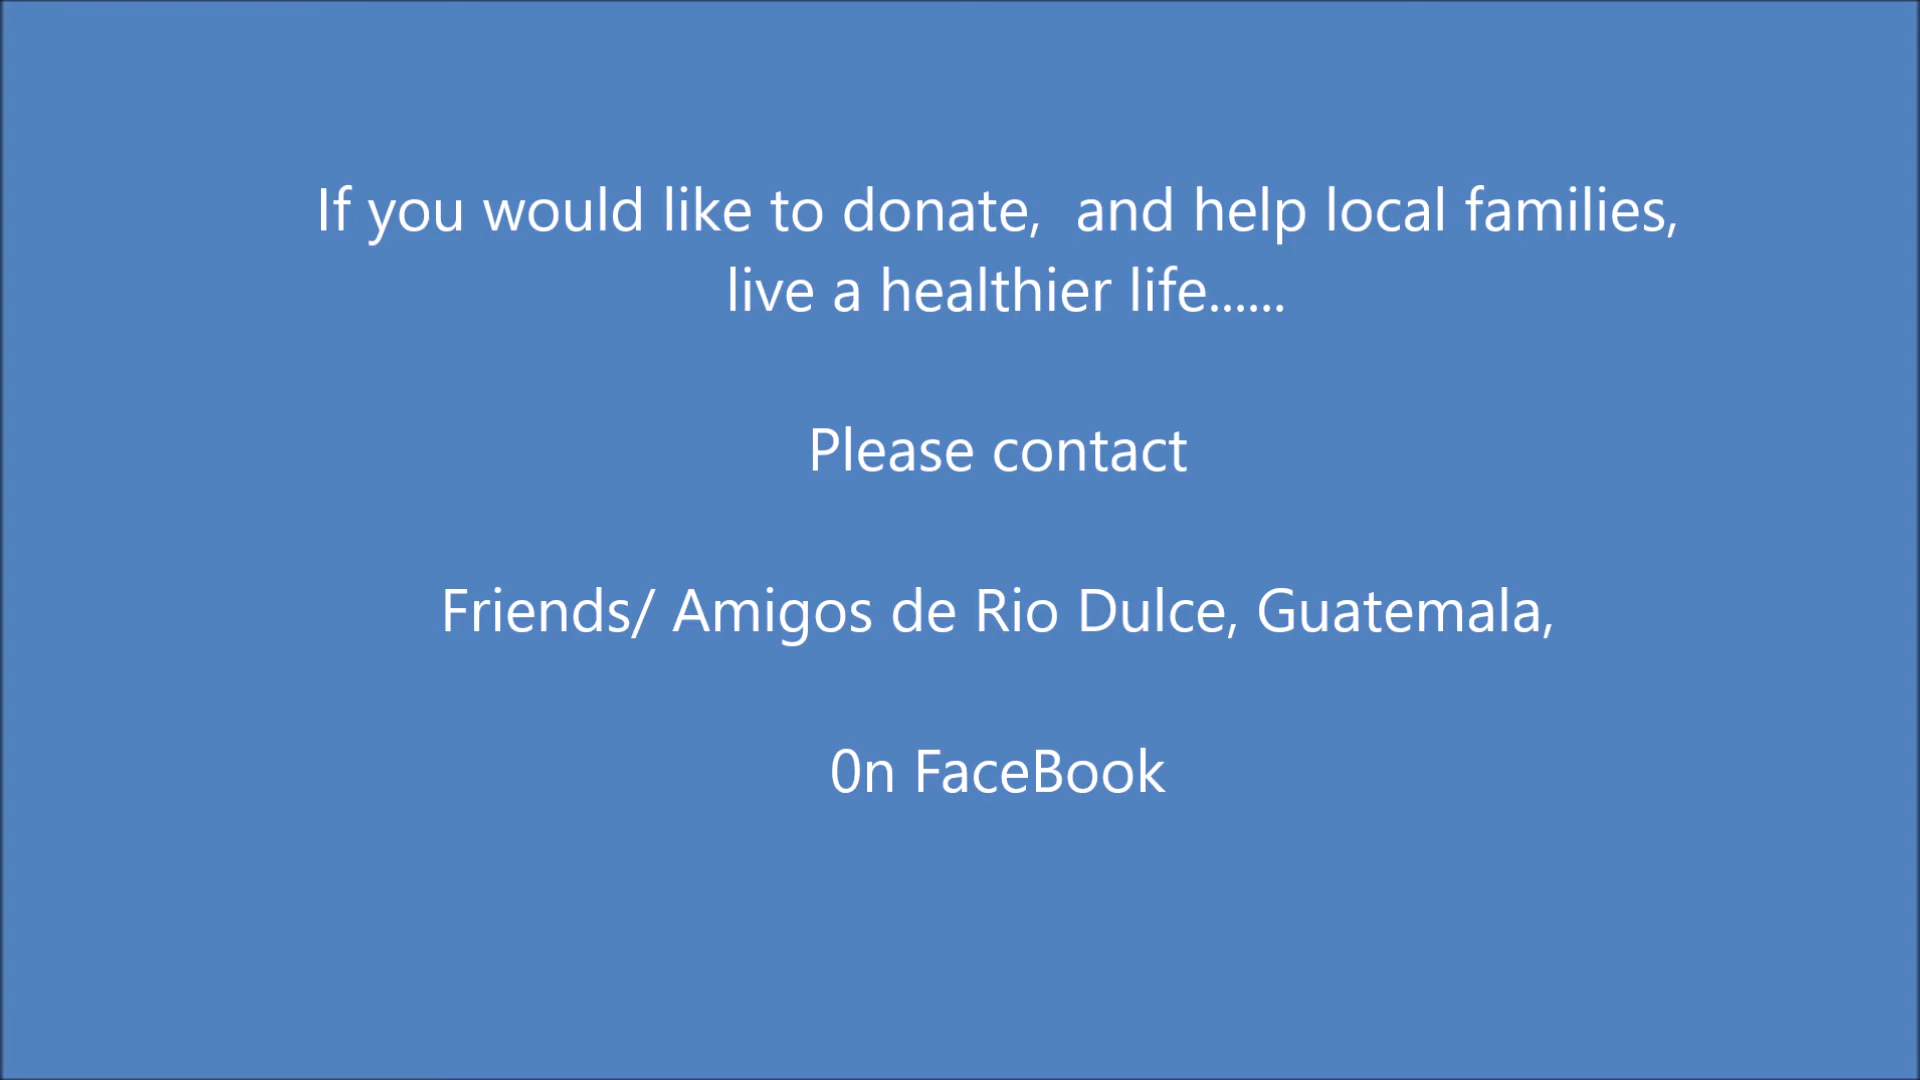 If you would like to donate,  and help local families,
live a healthier life......
Please contact
Friends/ Amigos de Rio Dulce, Guatemala,
0n FaceBook